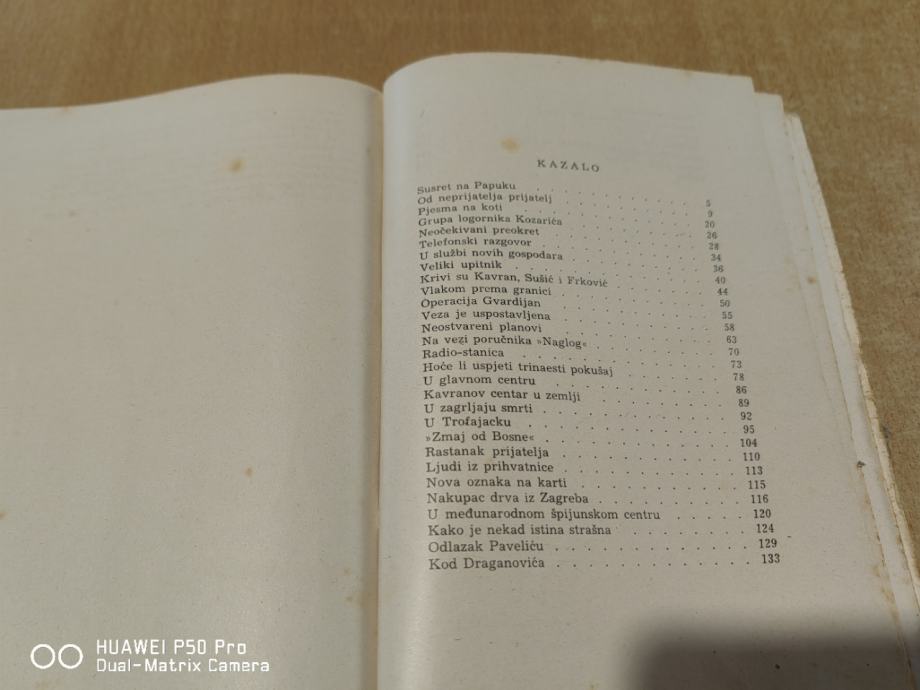 KAZALO
Susret na Papuku . . . . . . . . . 5
Od neprijatelja prijatelj . . . . . . . . . 9
Pjesma na koti . . . . . . . . . 20
Grupa logornika Kozarića . . . . . . . . . 26
Neočekivani preokret . . . . . . . . . 28
Telefonski razgovor . . . . . . . . . 34
U službi novih gospodara . . . . . . . . . 36
Veliki upitnik . . . . . . . . . 40
Krivi su Kavran, Sušić i Frković . . . . . . . . . 44
Vlakom prema granici . . . . . . . . . 50
Operacija Gvardijan . . . . . . . . . 55
Veza je uspostavljena . . . . . . . . . 58
Neostvareni planovi . . . . . . . . . 63
Na vezi poručnika »Naglog« . . . . . . . . . 70
Radio-stanica . . . . . . . . . 73
Hoće li uspjeti trinaesti pokušaj . . . . . . . . . 78
U glavnom centru . . . . . . . . . 86
Kavranov centar u zemlji . . . . . . . . . 89
U zagrljaju smrti . . . . . . . . . 92
U Trofajacku . . . . . . . . . 95
»Zmaj od Bosne« . . . . . . . . . 104
Rastanak prijatelja . . . . . . . . . 110
Ljudi iz prihvatnice . . . . . . . . . 113
Nova oznaka na karti . . . . . . . . . 115
Nakupac drva iz Zagreba . . . . . . . . . 116
U međunarodnom špijunskom centru . . . . . 120
Kako je nekad istina strašna . . . . . . . 124
Odlazak Paveliću . . . . . . . . . 129
Kod Draganovića . . . . . . . . . 133
HUAWEI P50 Pro
Dual-Matrix Camera